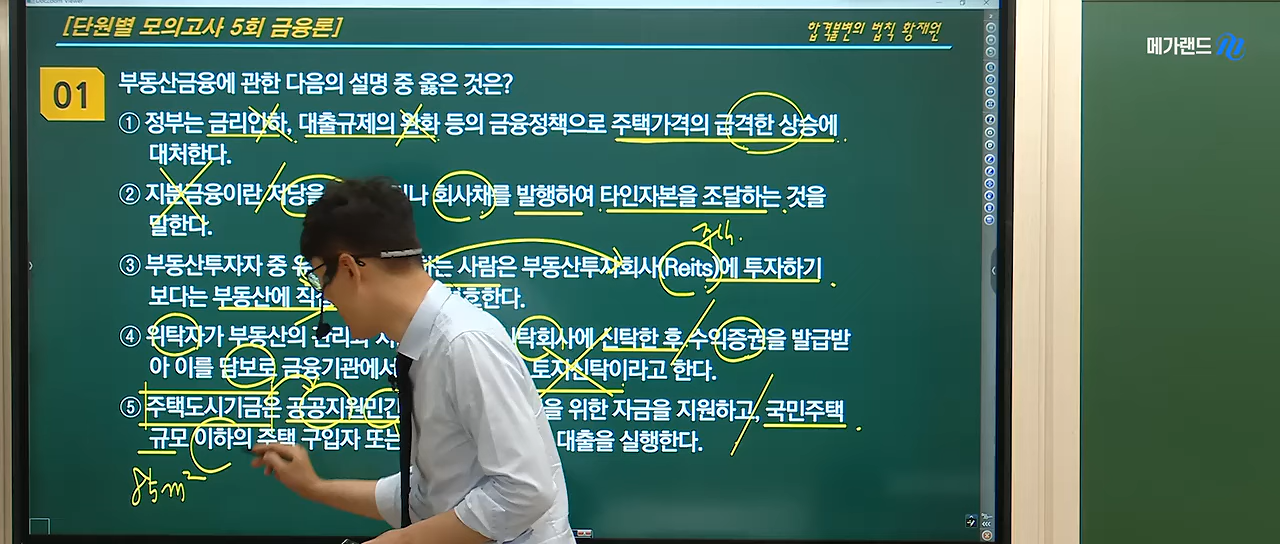 [단원별 모의고사 5회 금융론]
합격불변의 법칙 황재원
메가랜드
01 부동산금융에 관한 다음의 설명 중 옳은 것은?
① 정부는 금리인하, 대출규제의 완화 등의 금융정책으로 주택가격의 급격한 상승에
대처한다.
② 지분금융이란 저당을 회사채를 발행하여 타인자본을 조달하는 것을
말한다.
주식.
③ 부동산투자자 중 하는 사람은 부동산투자회사(Reits)에 투자하기
보다는 부동산에 직접 선호한다.
④ 위탁자가 부동산의 관리와 신탁회사에 신탁한 후 수익증권을 발급받
아 이를 담보로 금융기관에서 토지신탁이라고 한다.
⑤ 주택도시기금은 공공지원민간 을 위한 자금을 지원하고, 국민주택
규모 이하의 주택 구입자 또는 대출을 실행한다.
85m²